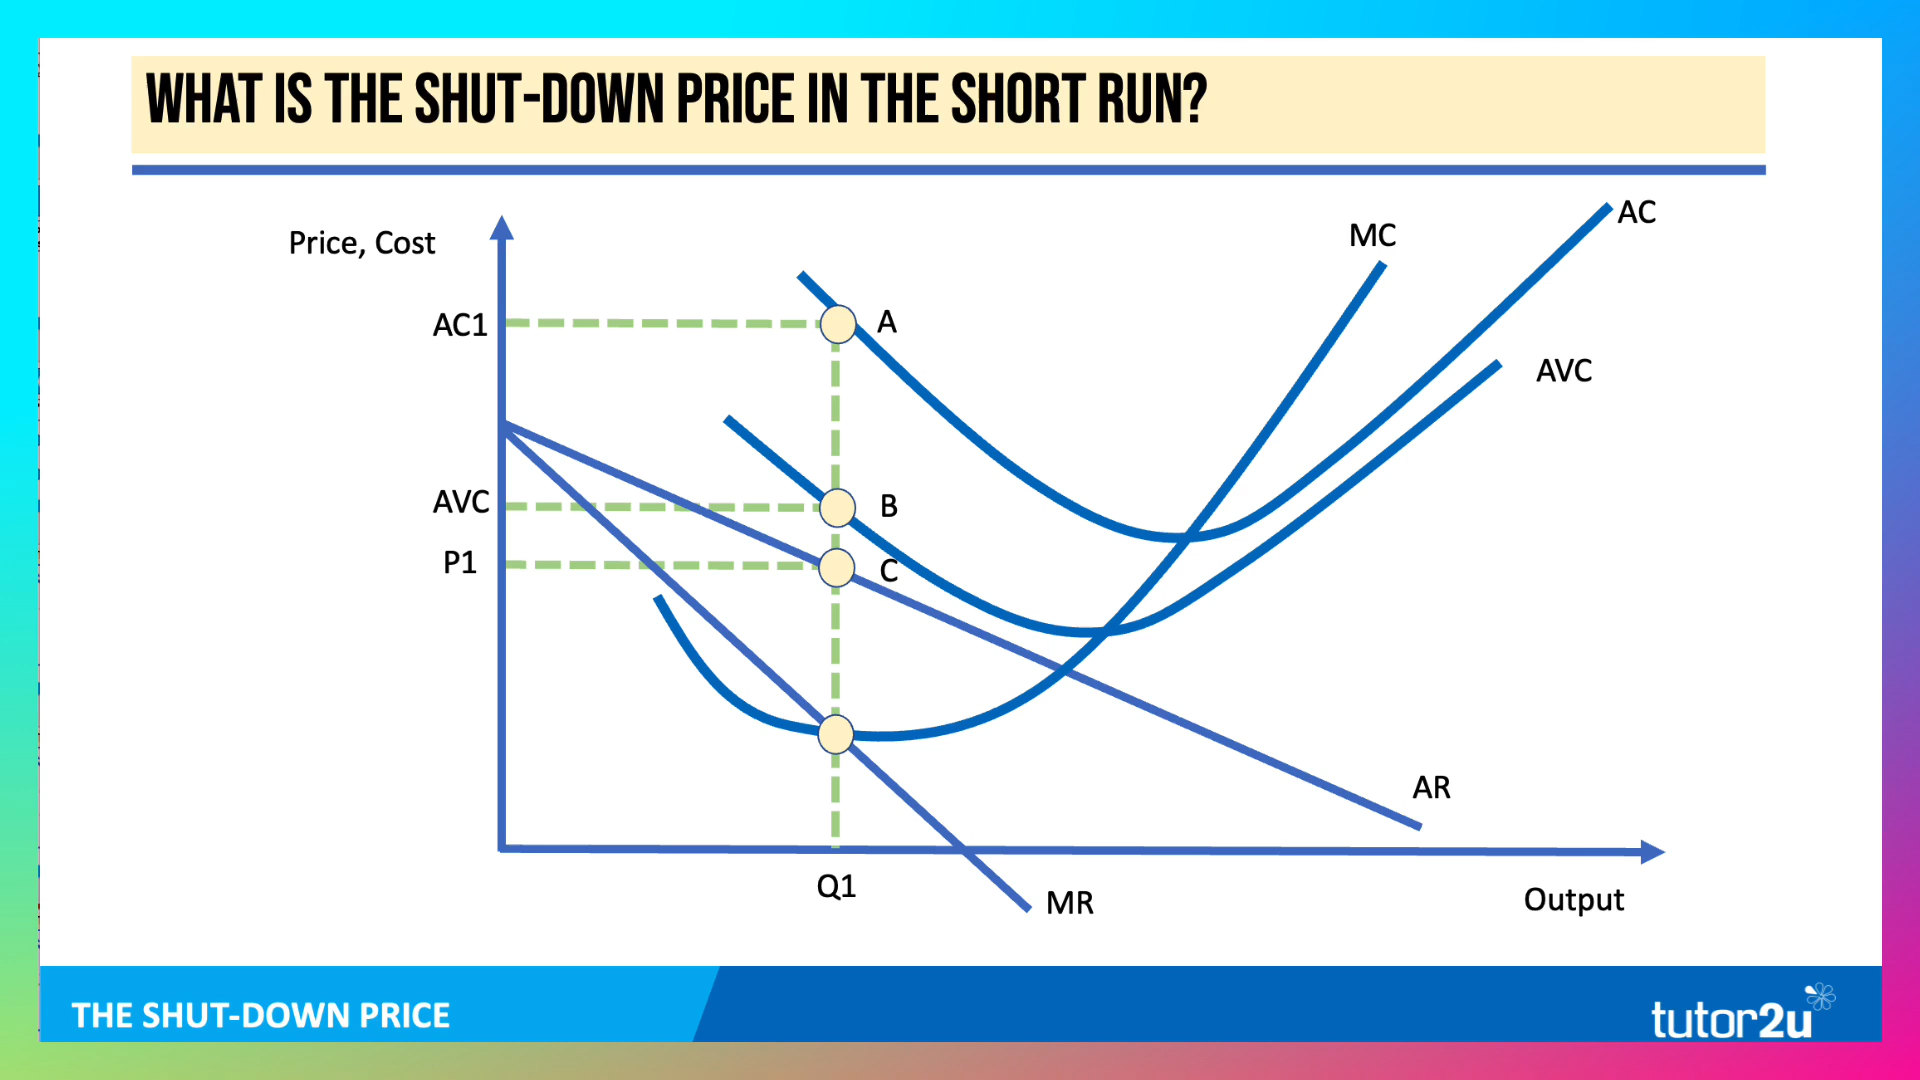 WHAT IS THE SHUT-DOWN PRICE IN THE SHORT RUN?
Price, Cost
MC
AC
AC1
A
AVC
AVC
B
P1
C
AR
Q1
MR
Output
THE SHUT-DOWN PRICE
tutor2u